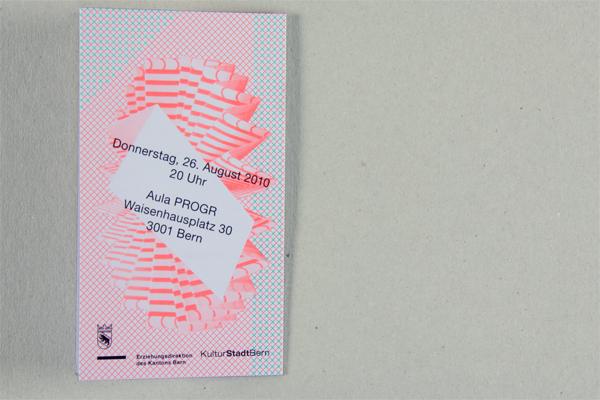 Donnerstag, 26. August 2010
20 Uhr
Aula PROGR
Waisenhausplatz 30
3001 Bern
Erziehungsdirektion
des Kantons Bern
KulturStadtBern